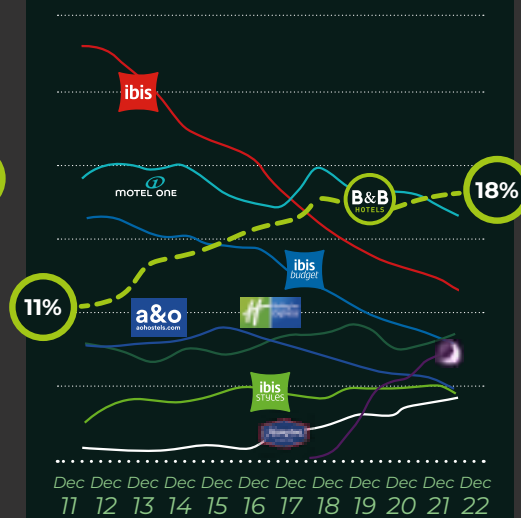 ibis
MOTEL ONE
B&B
HOTELS
18%
ibis
budget
11%
a&o
aohostels.com
ibis
STYLES
Dec Dec Dec Dec Dec Dec Dec Dec Dec Dec Dec Dec
11 12 13 14 15 16 17 18 19 20 21 22